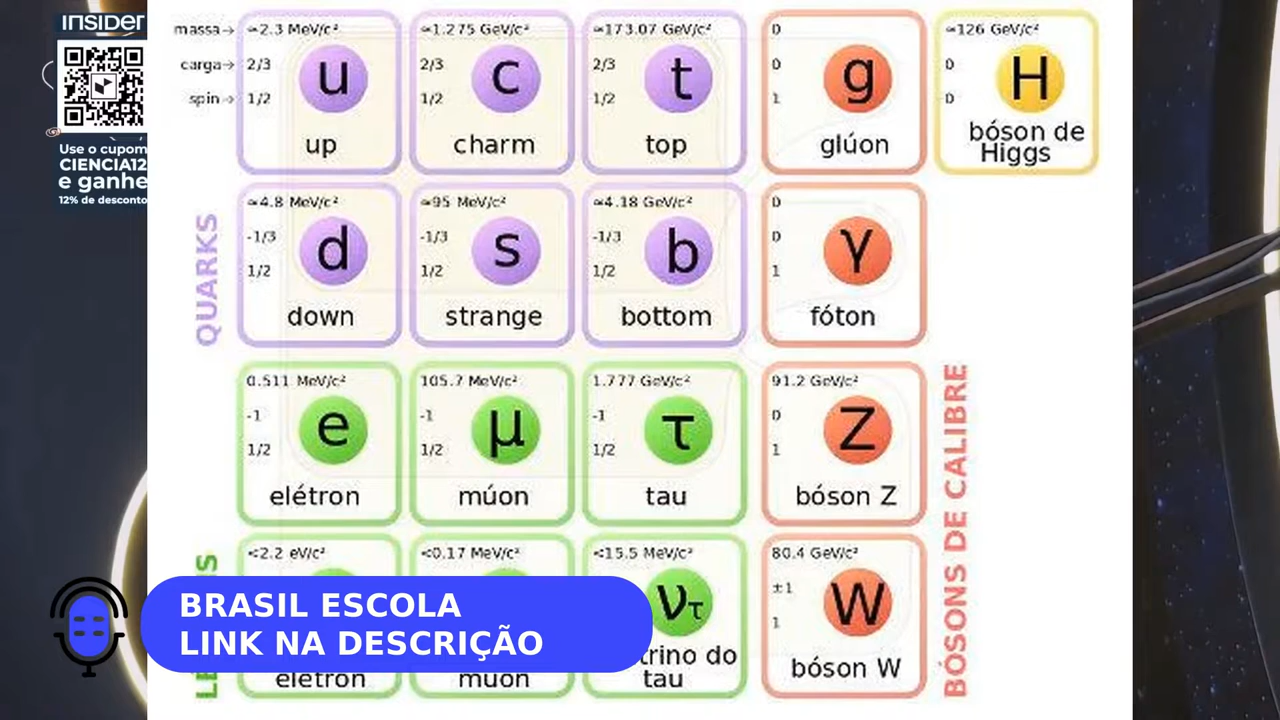 INSIDER
Use o cupom
CIENCIA12
e ganhe
12% de desconto
massa→
carga→
spin→
≃2.3 MeV/c²
2/3
1/2
u
up
≃1.275 GeV/c²
2/3
1/2
c
charm
≃173.07 GeV/c²
2/3
1/2
t
top
0
0
1
g
glúon
≃126 GeV/c²
0
0
H
bóson de
Higgs
QUARKS
≃4.8 MeV/c²
-1/3
1/2
d
down
≃95 MeV/c²
-1/3
1/2
s
strange
≃4.18 GeV/c²
-1/3
1/2
b
bottom
0
0
1
γ
fóton
0.511 MeV/c²
-1
1/2
e
elétron
105.7 MeV/c²
-1
1/2
μ
múon
1.777 GeV/c²
-1
1/2
τ
tau
91.2 GeV/c²
0
1
Z
bóson Z
BÓSONS DE CALIBRE
<2.2 eV/c²
elétron
<0.17 MeV/c²
múon
<15.5 MeV/c²
ντ
trino do
tau
80.4 GeV/c²
±1
1
W
bóson W
BRASIL ESCOLA
LINK NA DESCRIÇÃO